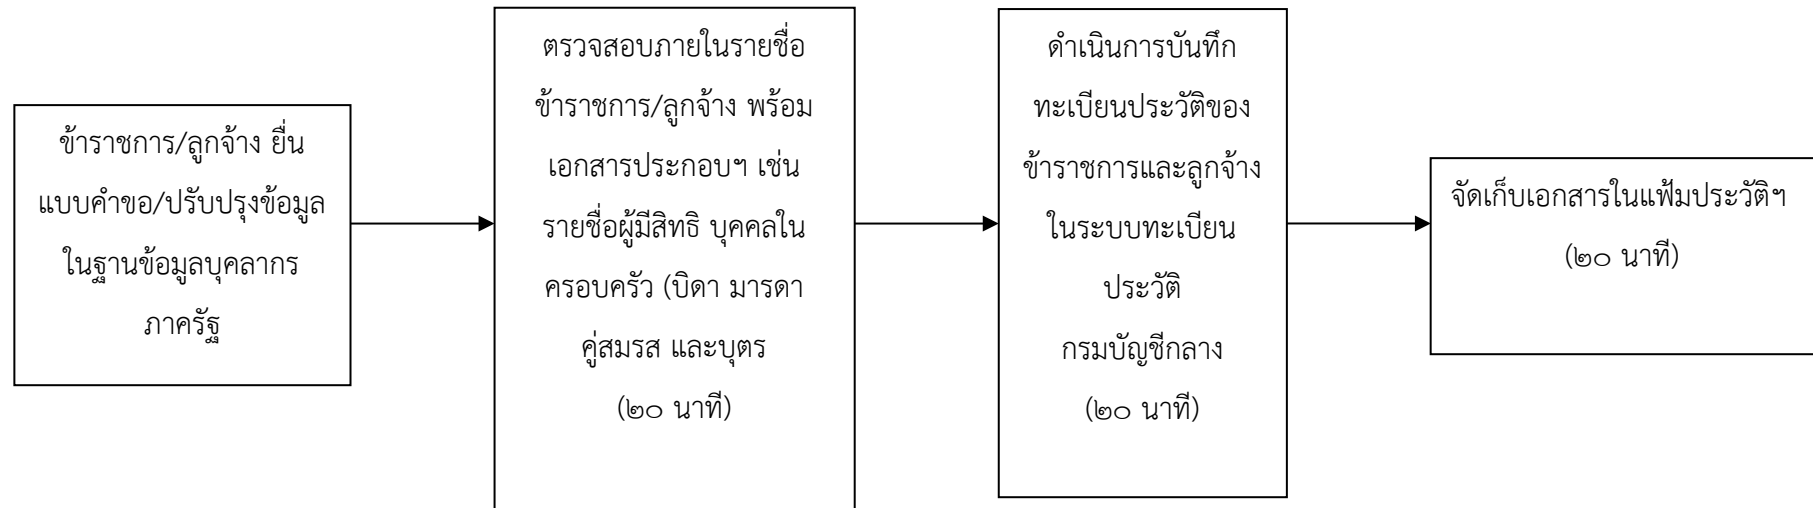 ข้าราชการ/ลูกจ้าง ยื่น
แบบคำขอ/ปรับปรุงข้อมูล
ในฐานข้อมูลบุคลากร
ภาครัฐ
ตรวจสอบภายในรายชื่อ
ข้าราชการ/ลูกจ้าง พร้อม
เอกสารประกอบฯ เช่น
รายชื่อผู้มีสิทธิ บุคคลใน
ครอบครัว (บิดา มารดา
คู่สมรส และบุตร
(๒๐ นาที)
ดำเนินการบันทึก
ทะเบียนประวัติของ
ข้าราชการและลูกจ้าง
ในระบบทะเบียน
ประวัติ
กรมบัญชีกลาง
(๒๐ นาที)
จัดเก็บเอกสารในแฟ้มประวัติฯ
(๒๐ นาที)